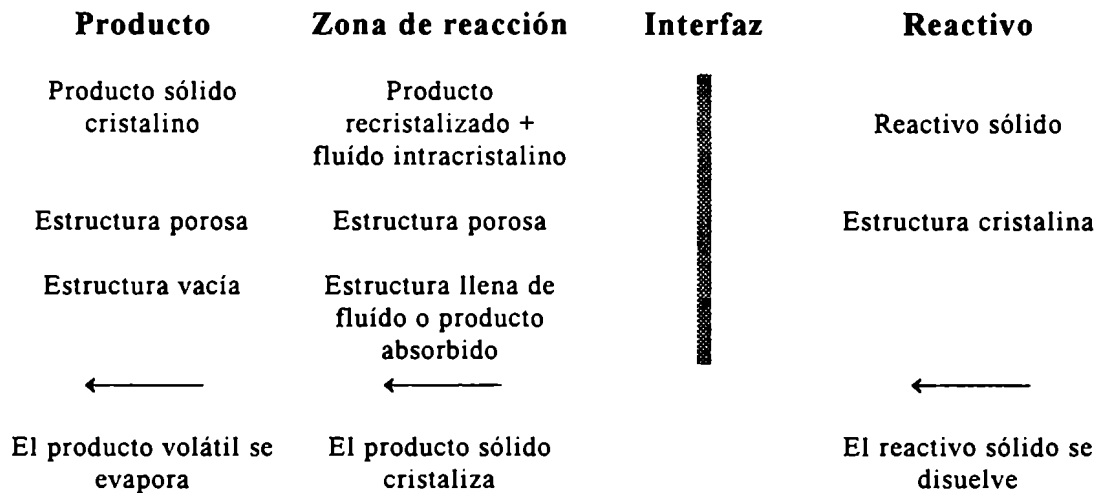 Producto
Zona de reacción
Interfaz
Reactivo
Producto sólido
cristalino
Producto
recristalizado +
fluído intracristalino
Reactivo sólido
Estructura porosa
Estructura porosa
Estructura cristalina
Estructura vacía
Estructura llena de
fluído o producto
absorbido
El producto volátil se
evapora
El producto sólido
cristaliza
El reactivo sólido se
disuelve